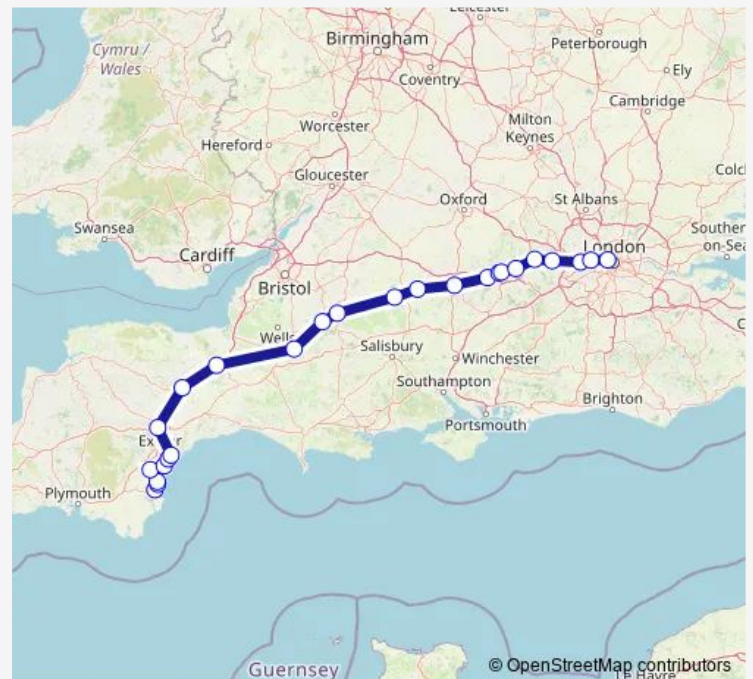 Birmingham
Peterborough
Cymru /
Wales
Ely
Coventry
Cambridge
Worcester
Milton
Keynes
Hereford
Gloucester
Oxford
St Albans
Swansea
Cardiff
London
Bristol
Salisbury
Winchester
Southampton
Brighton
Portsmouth
Plymouth
Guernsey
© OpenStreetMap contributors